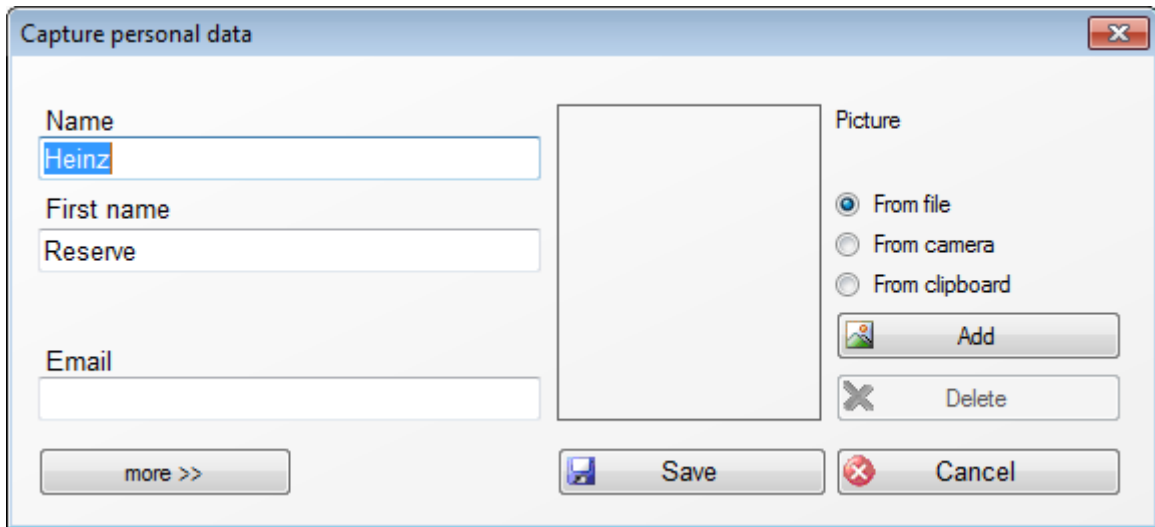 Capture personal data
Name
Heinz
First name
Reserve
Email
more >>
Picture
From file
From camera
From clipboard
Add
Delete
Save
Cancel